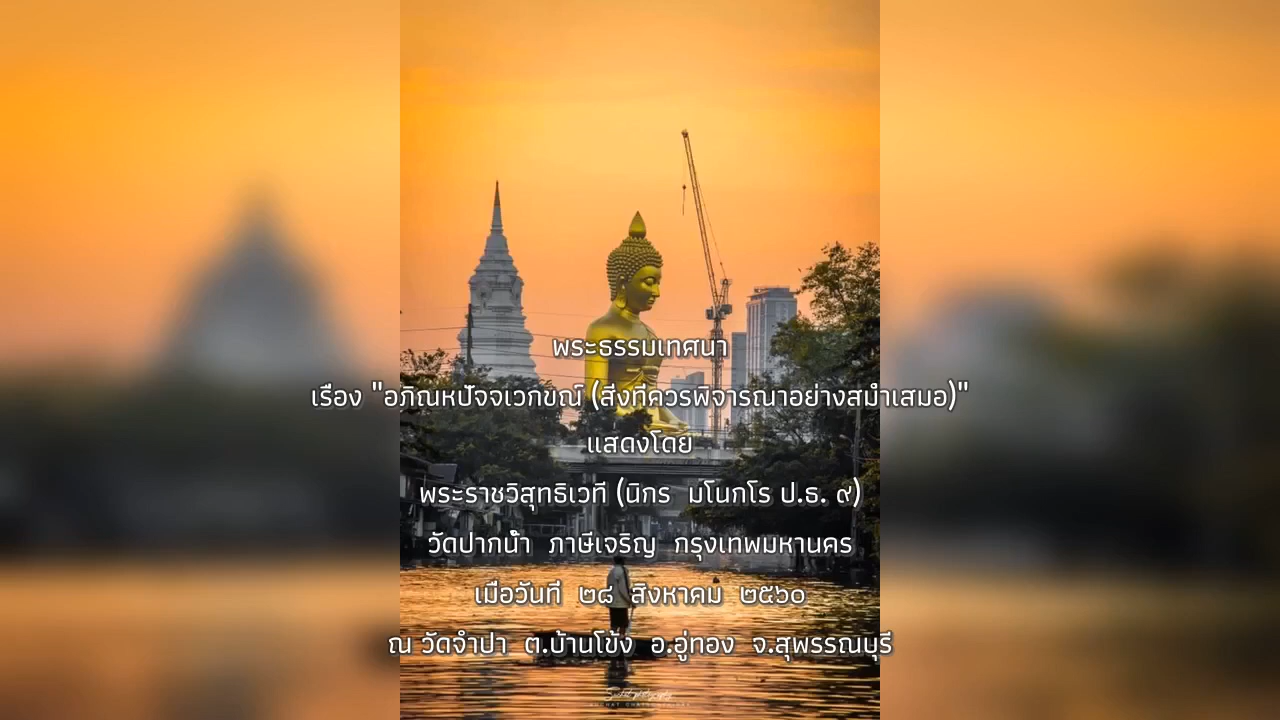 พระธรรมเทศนา
เรื่อง "อภิณหปัจจเวกขณ์ (สิ่งที่ควรพิจารณาอย่างสม่ำเสมอ)"
แสดงโดย
พระราชวิสุทธิเวที (นิกร มโนกโร ป.ธ. ๙)
วัดปากน้ำ ภาษีเจริญ กรุงเทพมหานคร
เมื่อวันที่ ๒๘ สิงหาคม ๒๕๖๐
ณ วัดจำปา ต.บ้านโข้ง อ.อู่ทอง จ.สุพรรณบุรี